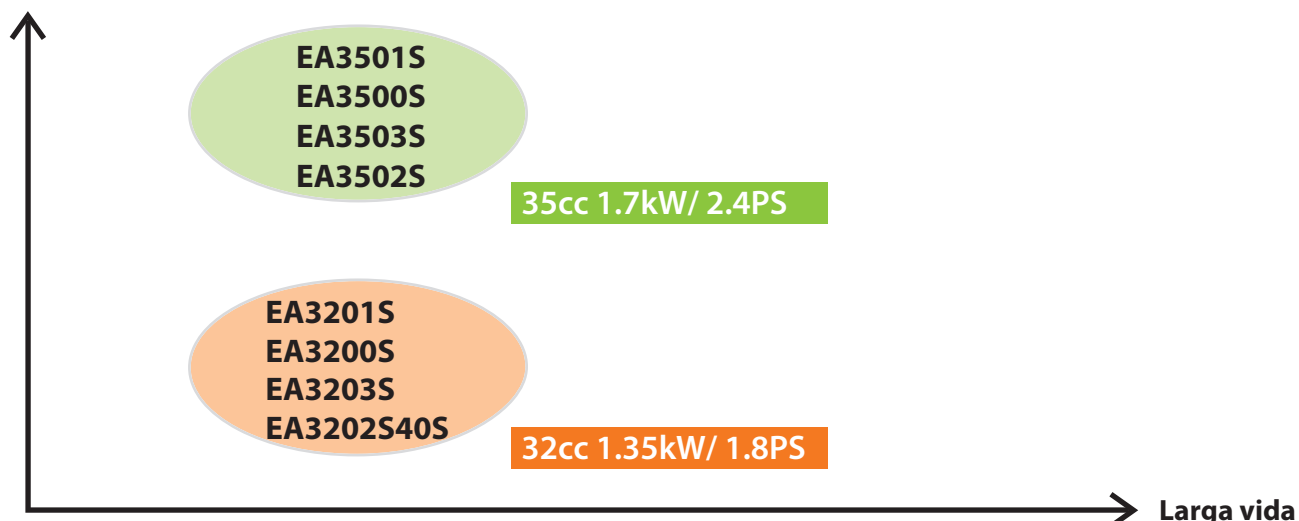 EA3501S
EA3500S
EA3503S
EA3502S
35cc 1.7kW/ 2.4PS
EA3201S
EA3200S
EA3203S
EA3202S40S
32cc 1.35kW/ 1.8PS
Larga vida